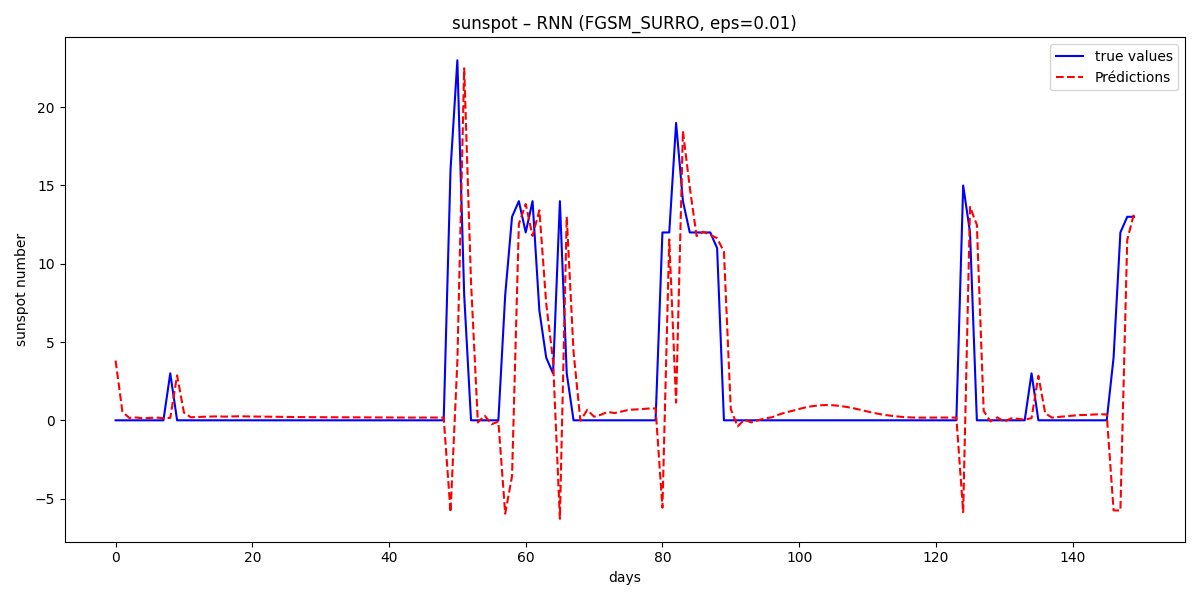 sunspot – RNN (FGSM_SURRO, eps=0.01)
true values
Prédictions
sunspot number
20
15
10
5
0
−5
0 20 40 60 80 100 120 140
days